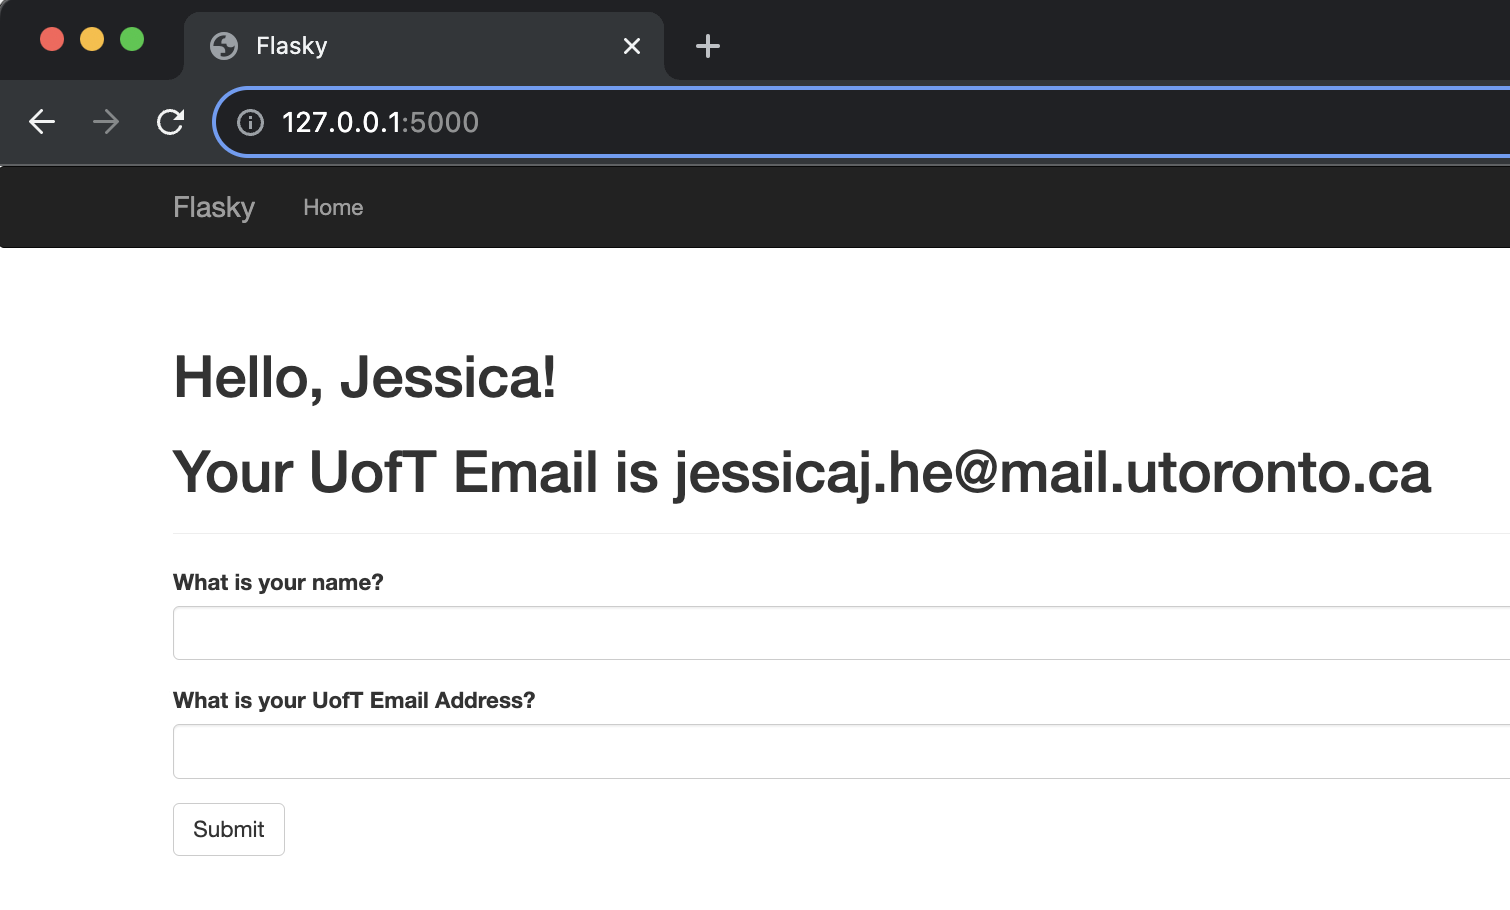 Flasky
127.0.0.1:5000
Flasky Home
Hello, Jessica!
Your UofT Email is jessicaj.he@mail.utoronto.ca
What is your name?
What is your UofT Email Address?
Submit